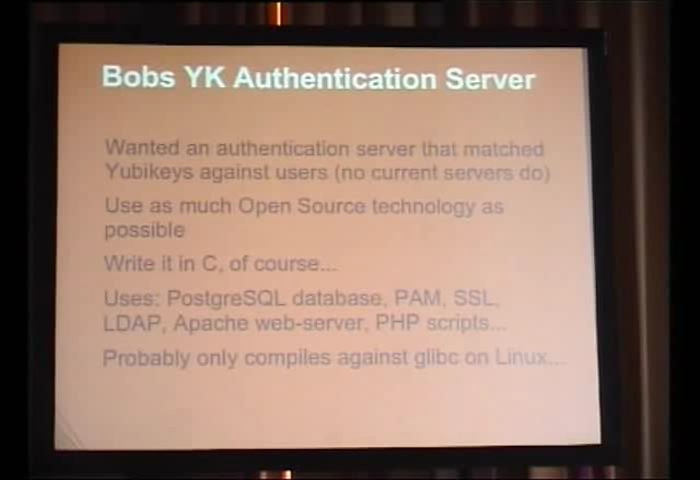 Bobs YK Authentication Server
Wanted an authentication server that matched
Yubikeys against users (no current servers do)
Use as much Open Source technology as
possible
Write it in C, of course...
Uses: PostgreSQL database, PAM, SSL,
LDAP, Apache web-server, PHP scripts...
Probably only compiles against glibc on Linux...